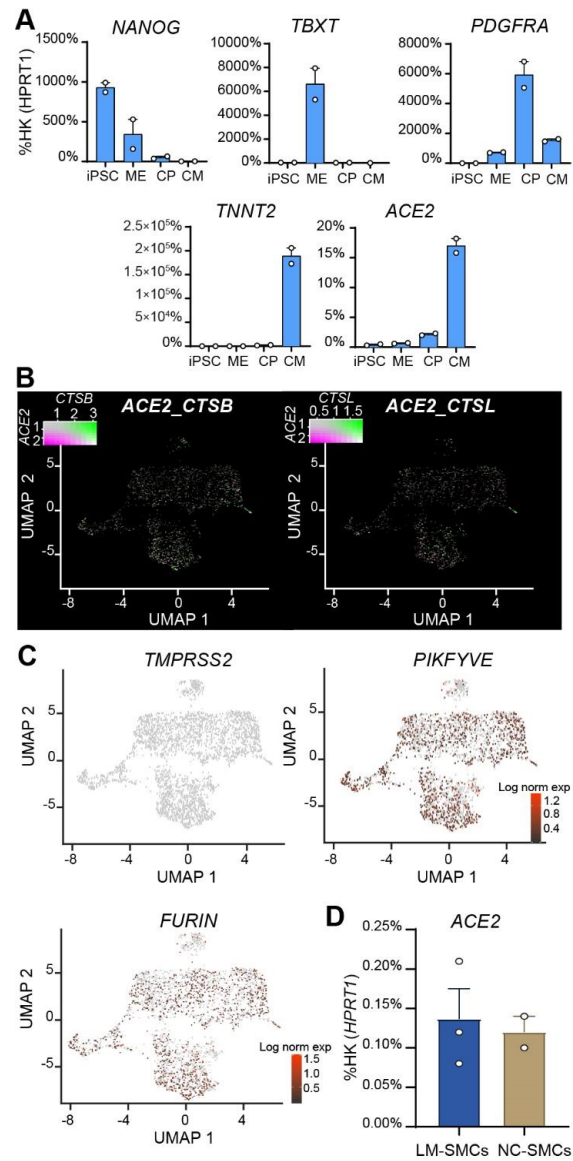 A
NANOG
TBXT
PDGFRA
%HK (HPRT1)
1500%
1000%
500%
0%
iPSC ME CP CM
10000%
8000%
6000%
4000%
2000%
0%
iPSC ME CP CM
8000%
6000%
4000%
2000%
0%
iPSC ME CP CM
TNNT2
ACE2
2.5×10⁵%
2×10⁵%
1.5×10⁵%
1×10⁵%
5×10⁴%
0%
iPSC ME CP CM
20%
15%
10%
5%
0%
iPSC ME CP CM
B
CTSB
1 2 3
ACE2
1
2
ACE2_CTSB
UMAP 2
5
0
-5
-8 -4 0 4
UMAP 1
CTSL
0.5 1 1.5
ACE2
1
2
ACE2_CTSL
UMAP 2
5
0
-5
-8 -4 0 4
UMAP 1
C
TMPRSS2
UMAP 2
5
0
-5
-8 -4 0 4
UMAP 1
PIKFYVE
UMAP 2
5
0
-5
-8 -4 0 4
UMAP 1
Log norm exp
1.2
0.8
0.4
FURIN
UMAP 2
5
0
-5
-8 -4 0 4
UMAP 1
Log norm exp
1.5
1.0
0.5
D
ACE2
%HK (HPRT1)
0.25%
0.20%
0.15%
0.10%
0.05%
0.00%
LM-SMCs NC-SMCs